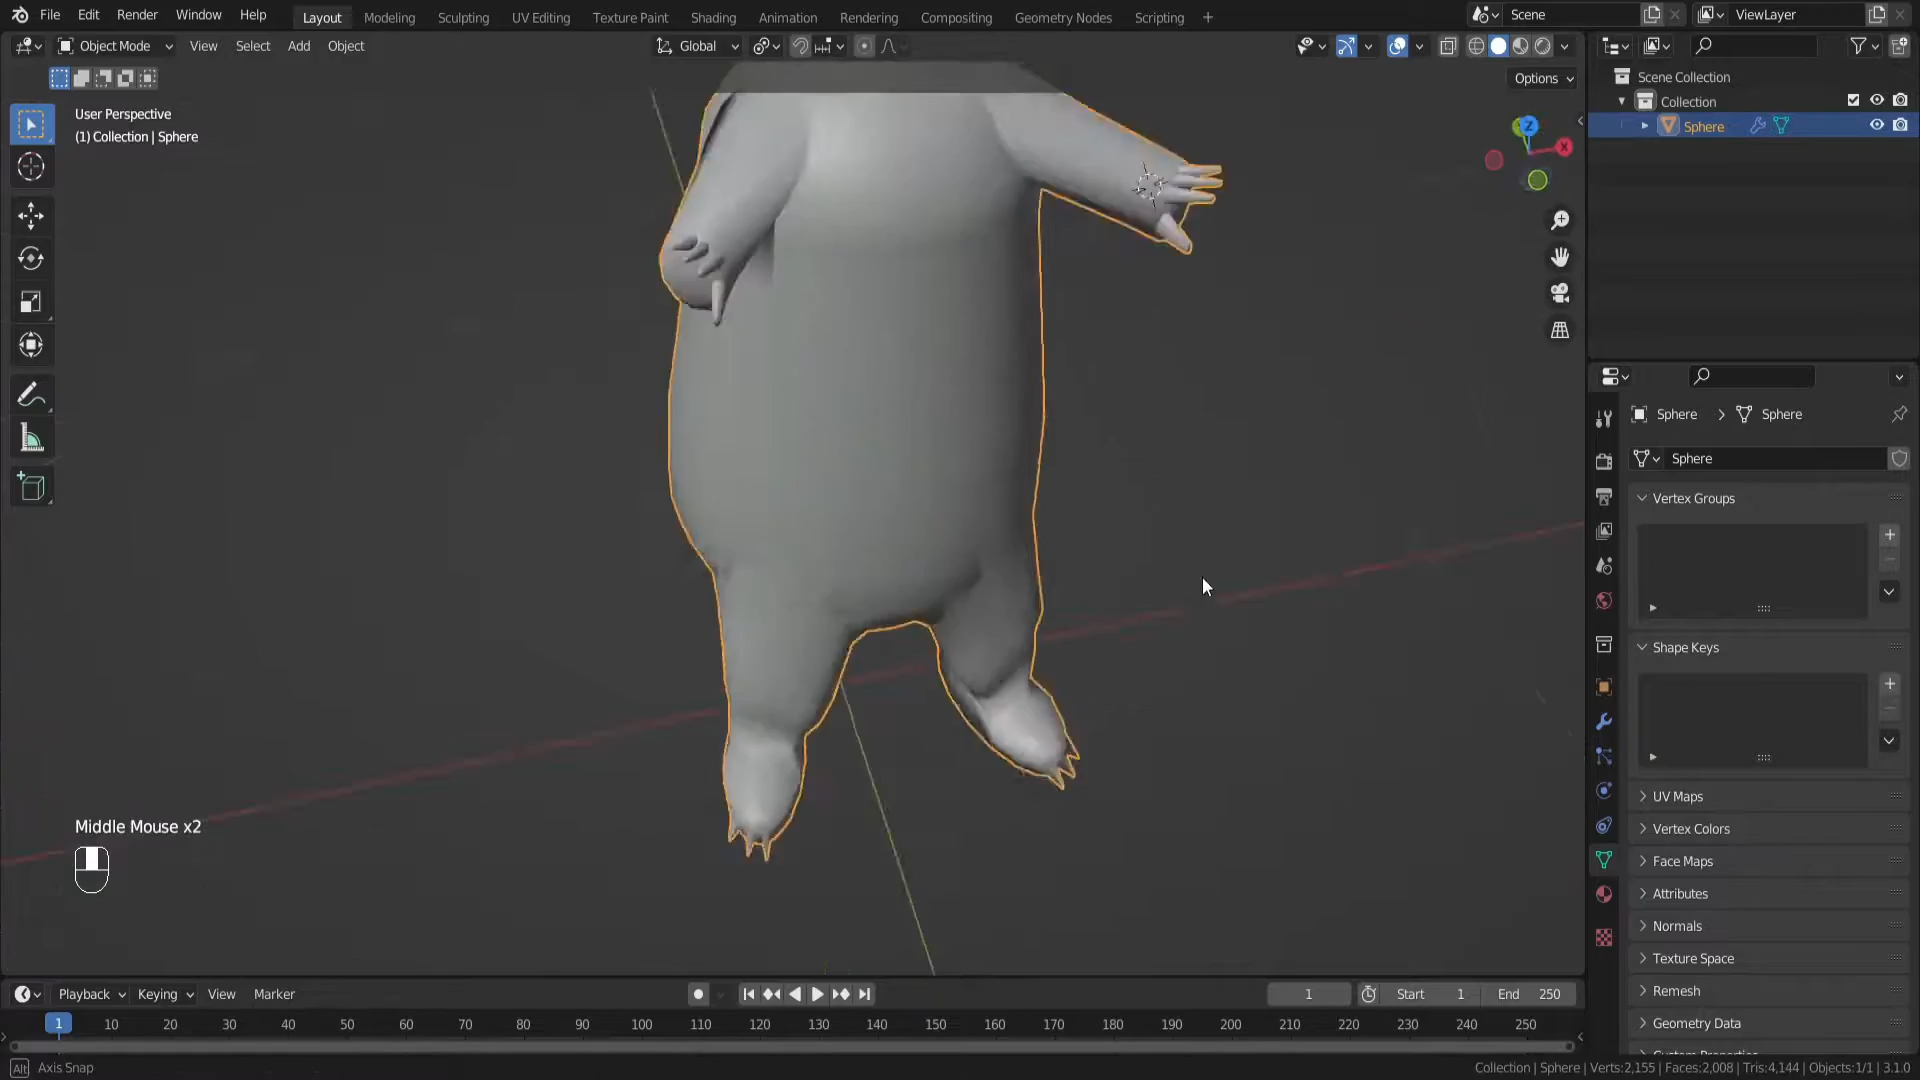 File Edit Render Window Help Layout Modeling Sculpting UV Editing Texture Paint Shading Animation Rendering Compositing Geometry Nodes Scripting + Scene ViewLayer
Object Mode View Select Add Object Global
Options
User Perspective
(1) Collection | Sphere
Z
X
Scene Collection
Collection
Sphere
Sphere > Sphere
Sphere
Vertex Groups
Shape Keys
UV Maps
Vertex Colors
Face Maps
Attributes
Normals
Texture Space
Remesh
Geometry Data
Custom Properties
Middle Mouse x2
Playback Keying View Marker 1 Start 1 End 250
1 10 20 30 40 50 60 70 80 90 100 110 120 130 140 150 160 170 180 190 200 210 220 230 240 250
Alt Axis Snap
Collection | Sphere | Verts:2,155 | Faces:2,008 | Tris:4,144 | Objects:1/1 | 3.1.0